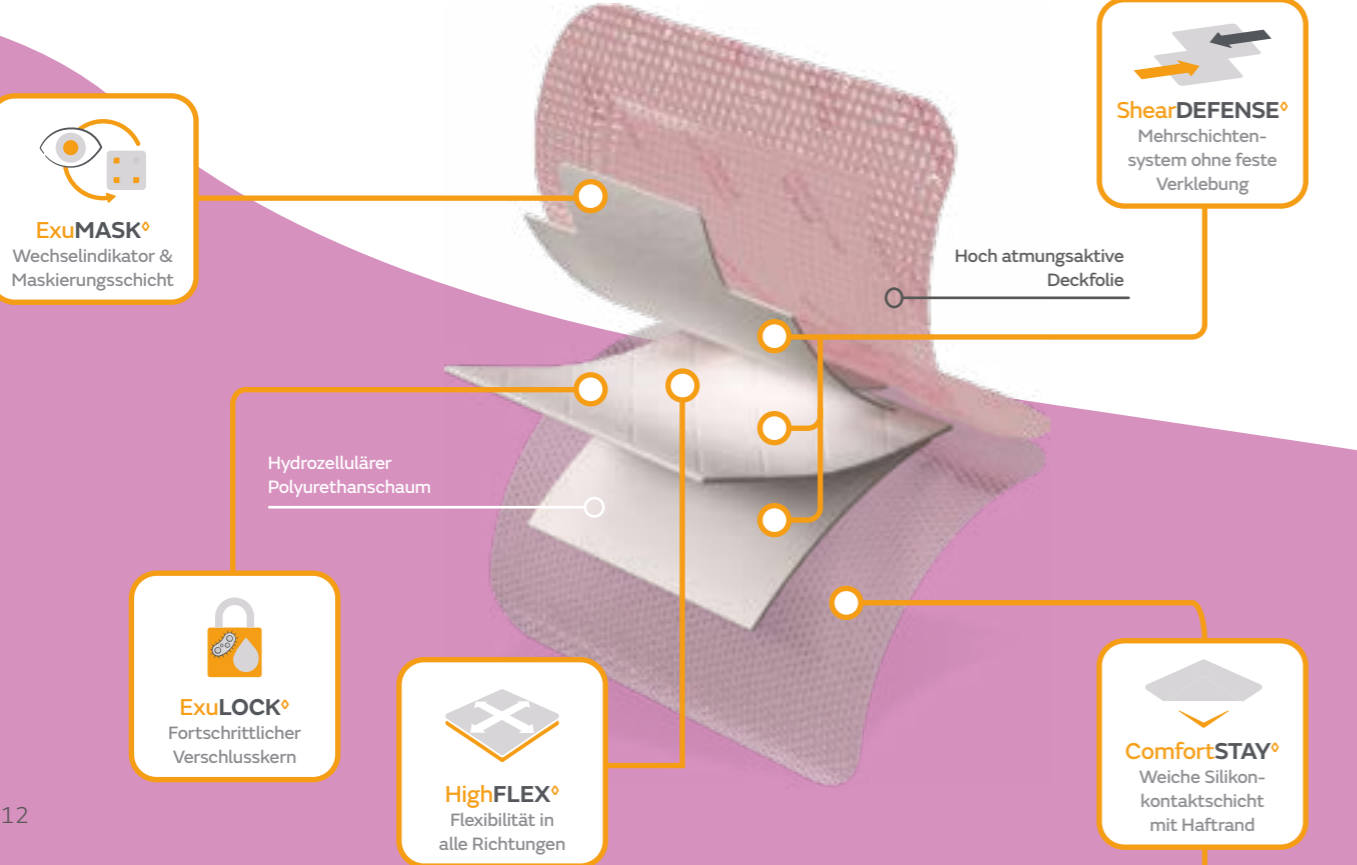 ShearDEFENSE◊
Mehrschichten-
system ohne feste
Verklebung
ExuMASK◊
Wechselindikator &
Maskierungsschicht
Hoch atmungsaktive
Deckfolie
Hydrozellulärer
Polyurethanschaum
ExuLOCK◊
Fortschrittlicher
Verschlusskern
HighFLEX◊
Flexibilität in
alle Richtungen
ComfortSTAY◊
Weiche Silikon-
kontaktschicht
mit Haftrand
12